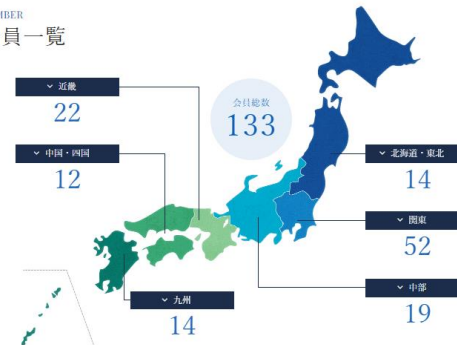 MBER
員一覧
近畿
22
会員総数
133
中国・四国
12
北海道・東北
14
関東
52
中部
19
九州
14